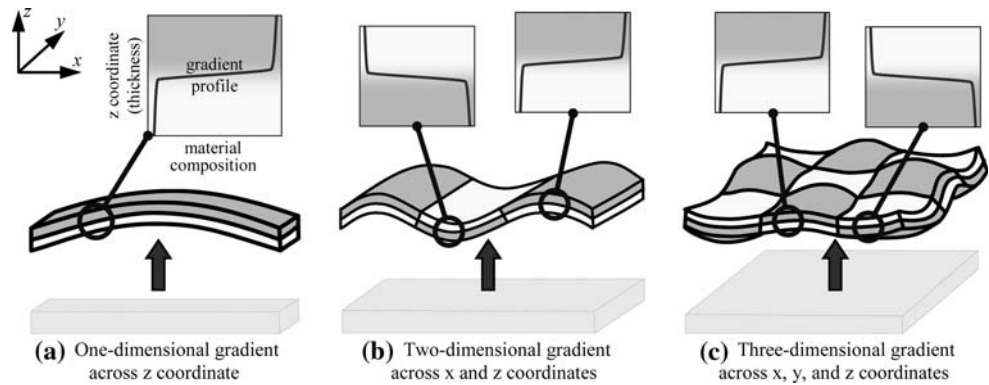 z
y
x
z coordinate
(thickness)
gradient
profile
material
composition
(a) One-dimensional gradient
across z coordinate
(b) Two-dimensional gradient
across x and z coordinates
(c) Three-dimensional gradient
across x, y, and z coordinates